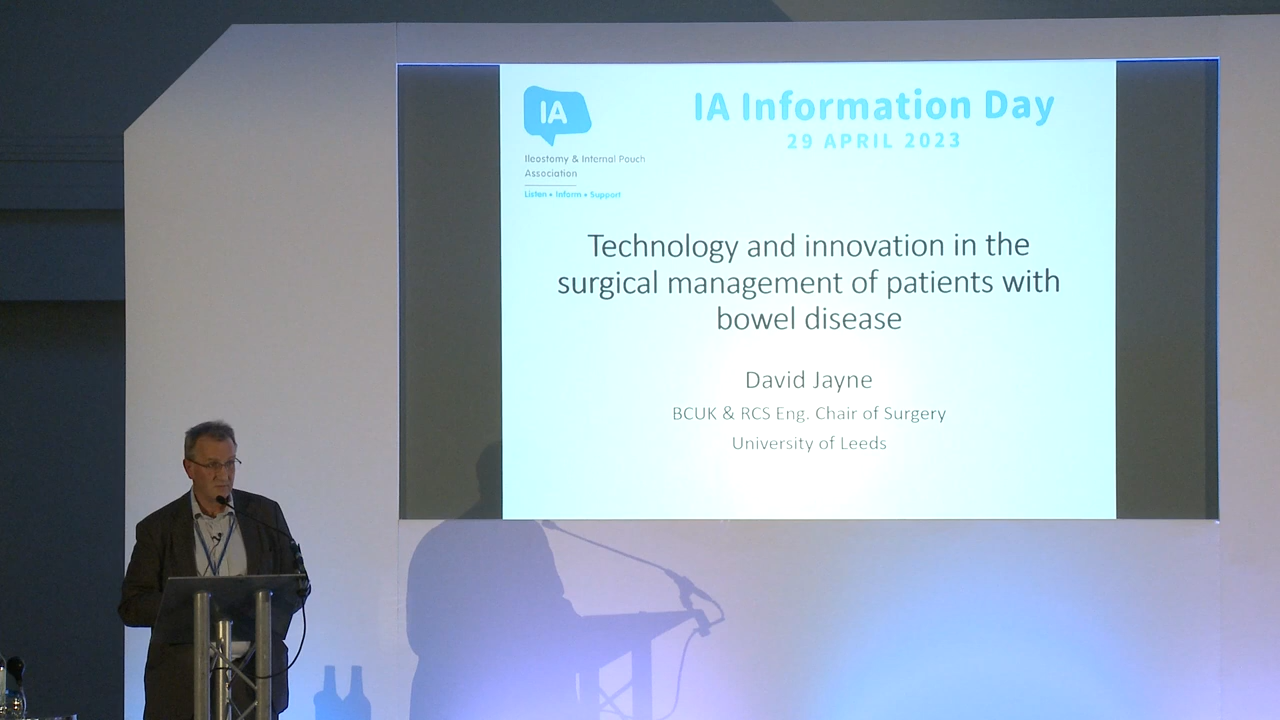 IA
IA Information Day
29 APRIL 2023
Ileostomy & Internal Pouch
Association
Listen • Inform • Support
Technology and innovation in the
surgical management of patients with
bowel disease
David Jayne
BCUK & RCS Eng. Chair of Surgery
University of Leeds